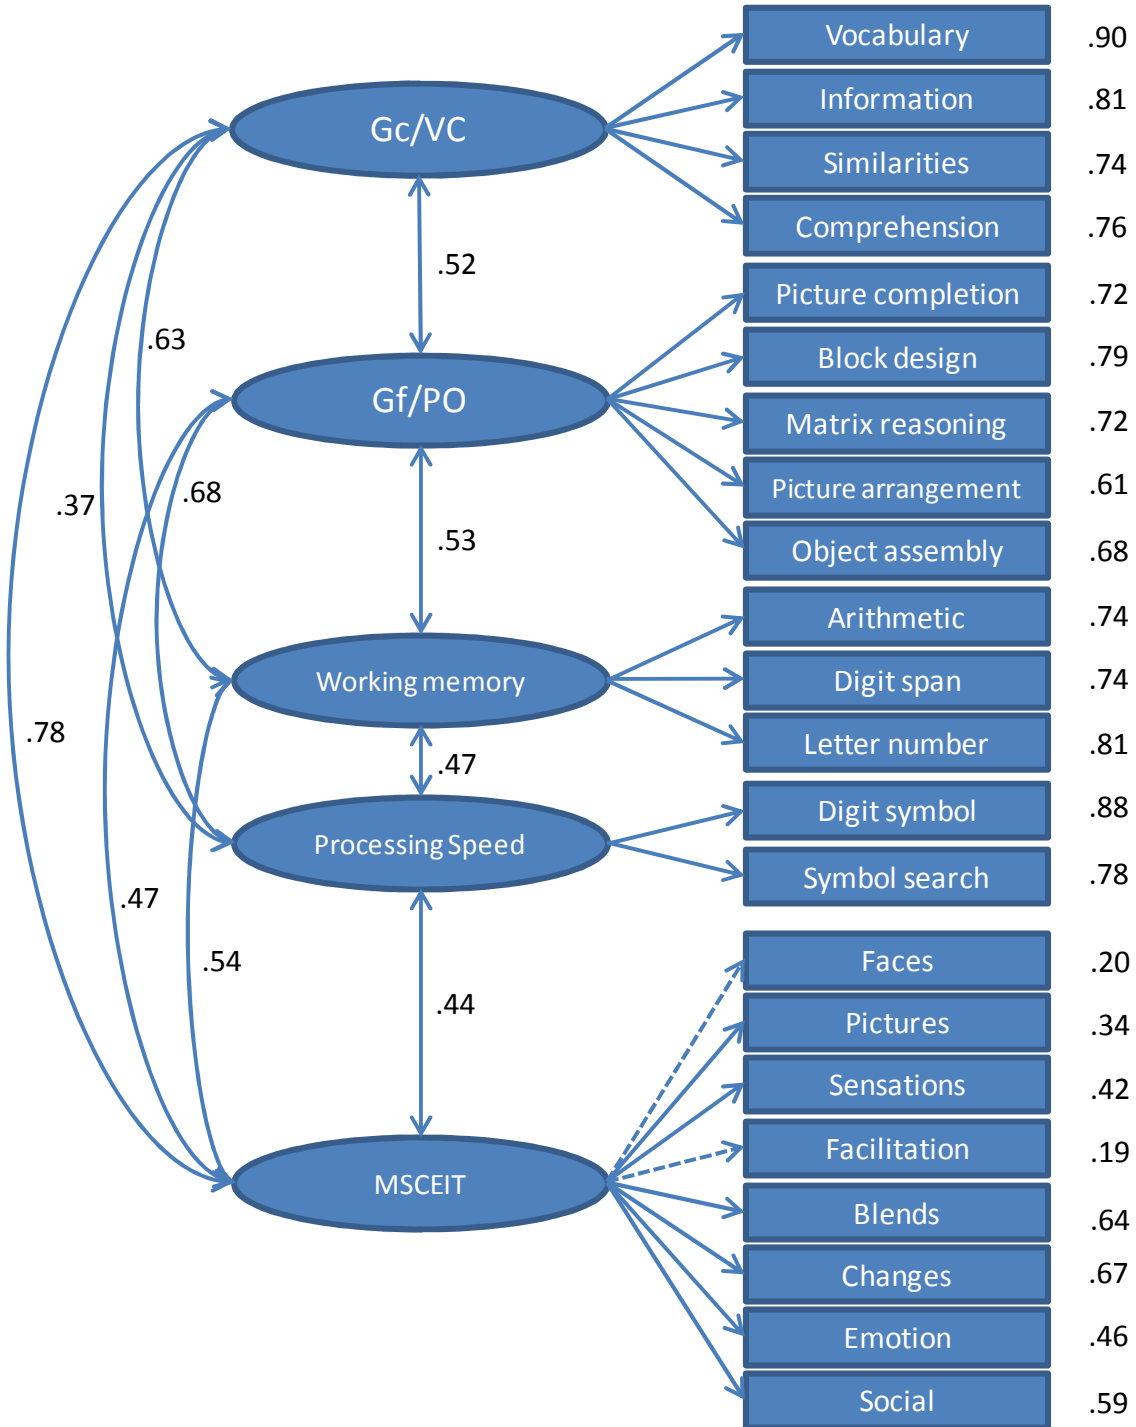 Gc/VC
Gf/PO
Working memory
Processing Speed
MSCEIT
.52
.63
.37
.68
.53
.78
.47
.47
.54
.44
Vocabulary .90
Information .81
Similarities .74
Comprehension .76
Picture completion .72
Block design .79
Matrix reasoning .72
Picture arrangement .61
Object assembly .68
Arithmetic .74
Digit span .74
Letter number .81
Digit symbol .88
Symbol search .78
Faces .20
Pictures .34
Sensations .42
Facilitation .19
Blends .64
Changes .67
Emotion .46
Social .59